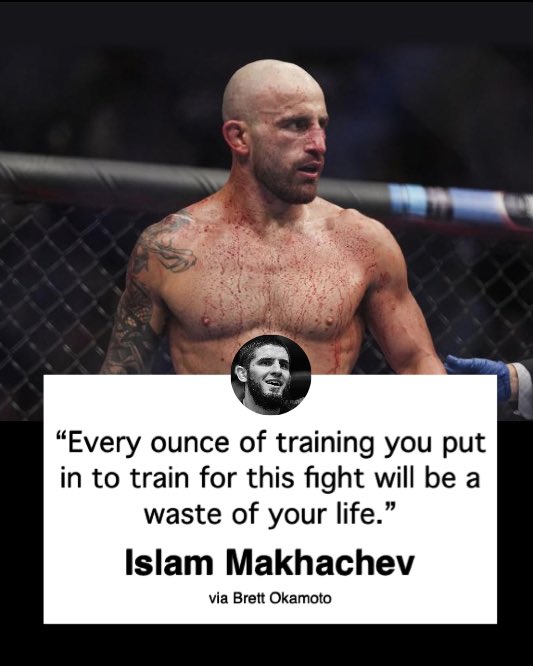 “Every ounce of training you put
in to train for this fight will be a
waste of your life.”
Islam Makhachev
via Brett Okamoto